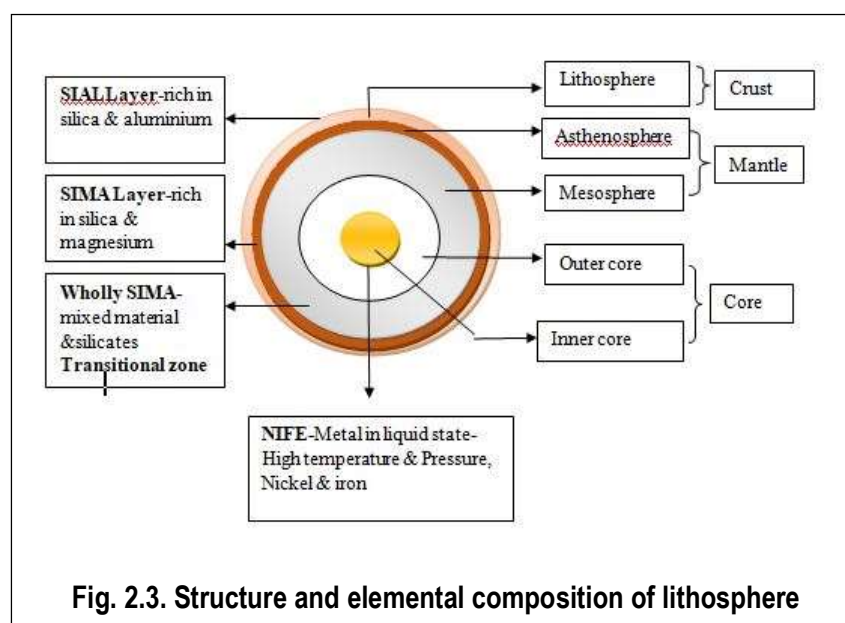 SIAL Layer-rich in
silica & aluminium
SIMA Layer-rich
in silica &
magnesium
Wholly SIMA-
mixed material
&silicates
Transitional zone
Lithosphere
Crust
Asthenosphere
Mantle
Mesosphere
Outer core
Core
Inner core
NIFE-Metal in liquid state-
High temperature & Pressure,
Nickel & iron
Fig. 2.3. Structure and elemental composition of lithosphere